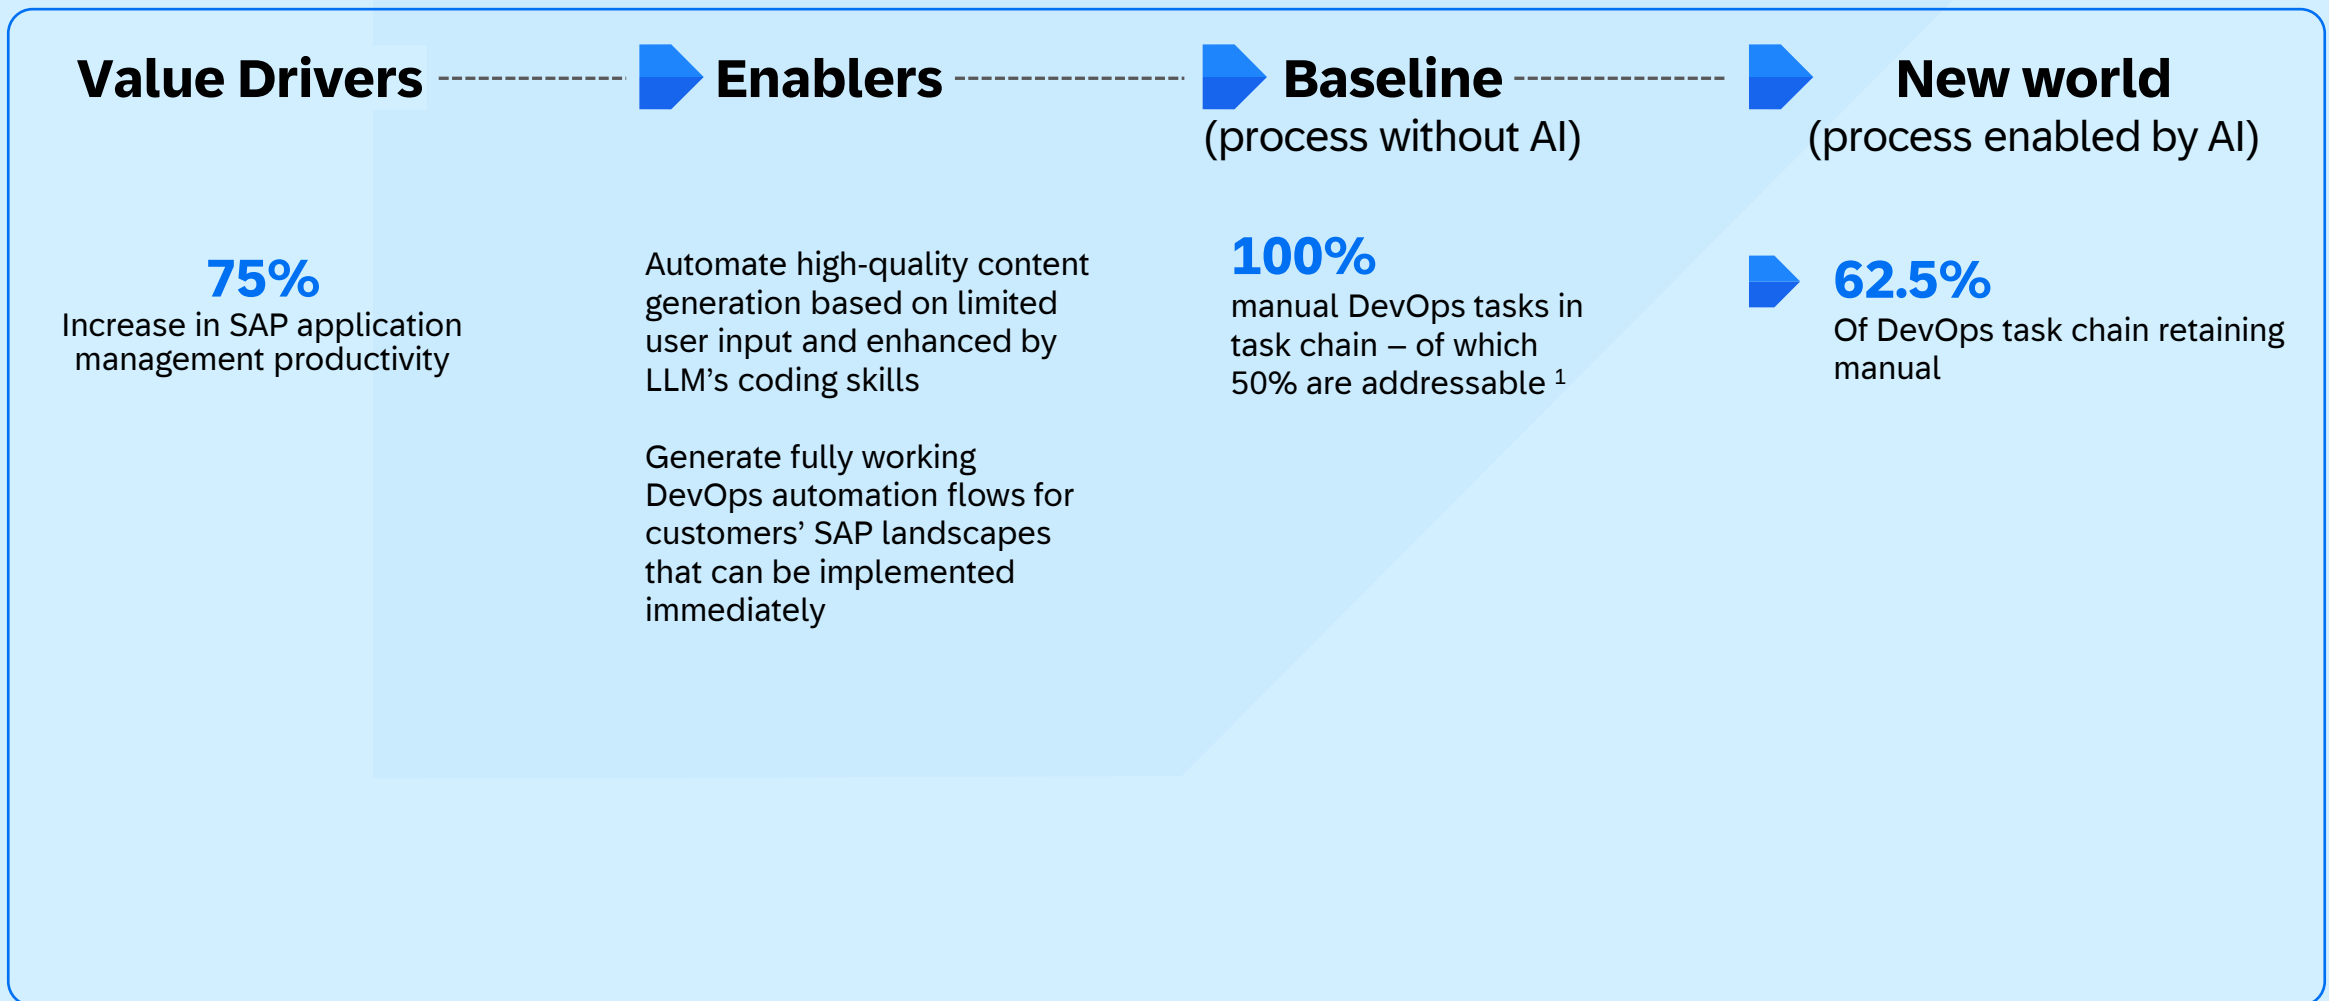 Value Drivers
Enablers
Baseline
(process without AI)
New world
(process enabled by AI)
75%
Increase in SAP application
management productivity
Automate high-quality content
generation based on limited
user input and enhanced by
LLM’s coding skills
Generate fully working
DevOps automation flows for
customers’ SAP landscapes
that can be implemented
immediately
100%
manual DevOps tasks in
task chain – of which
50% are addressable 1
62.5%
Of DevOps task chain retaining
manual